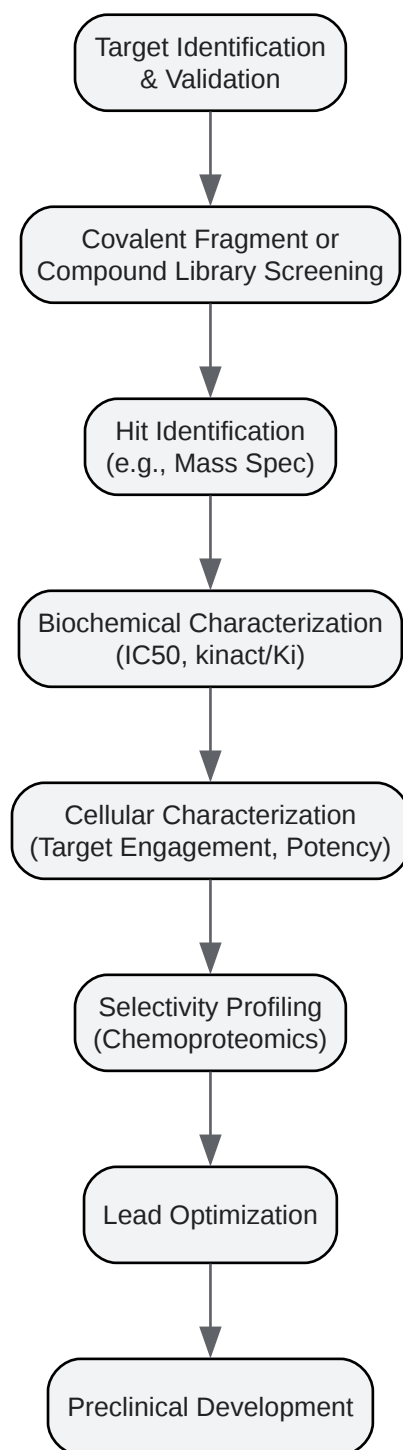 Target Identification
& Validation
Covalent Fragment or
Compound Library Screening
Hit Identification
(e.g., Mass Spec)
Biochemical Characterization
(IC50, kinact/Ki)
Cellular Characterization
(Target Engagement, Potency)
Selectivity Profiling
(Chemoproteomics)
Lead Optimization
Preclinical Development